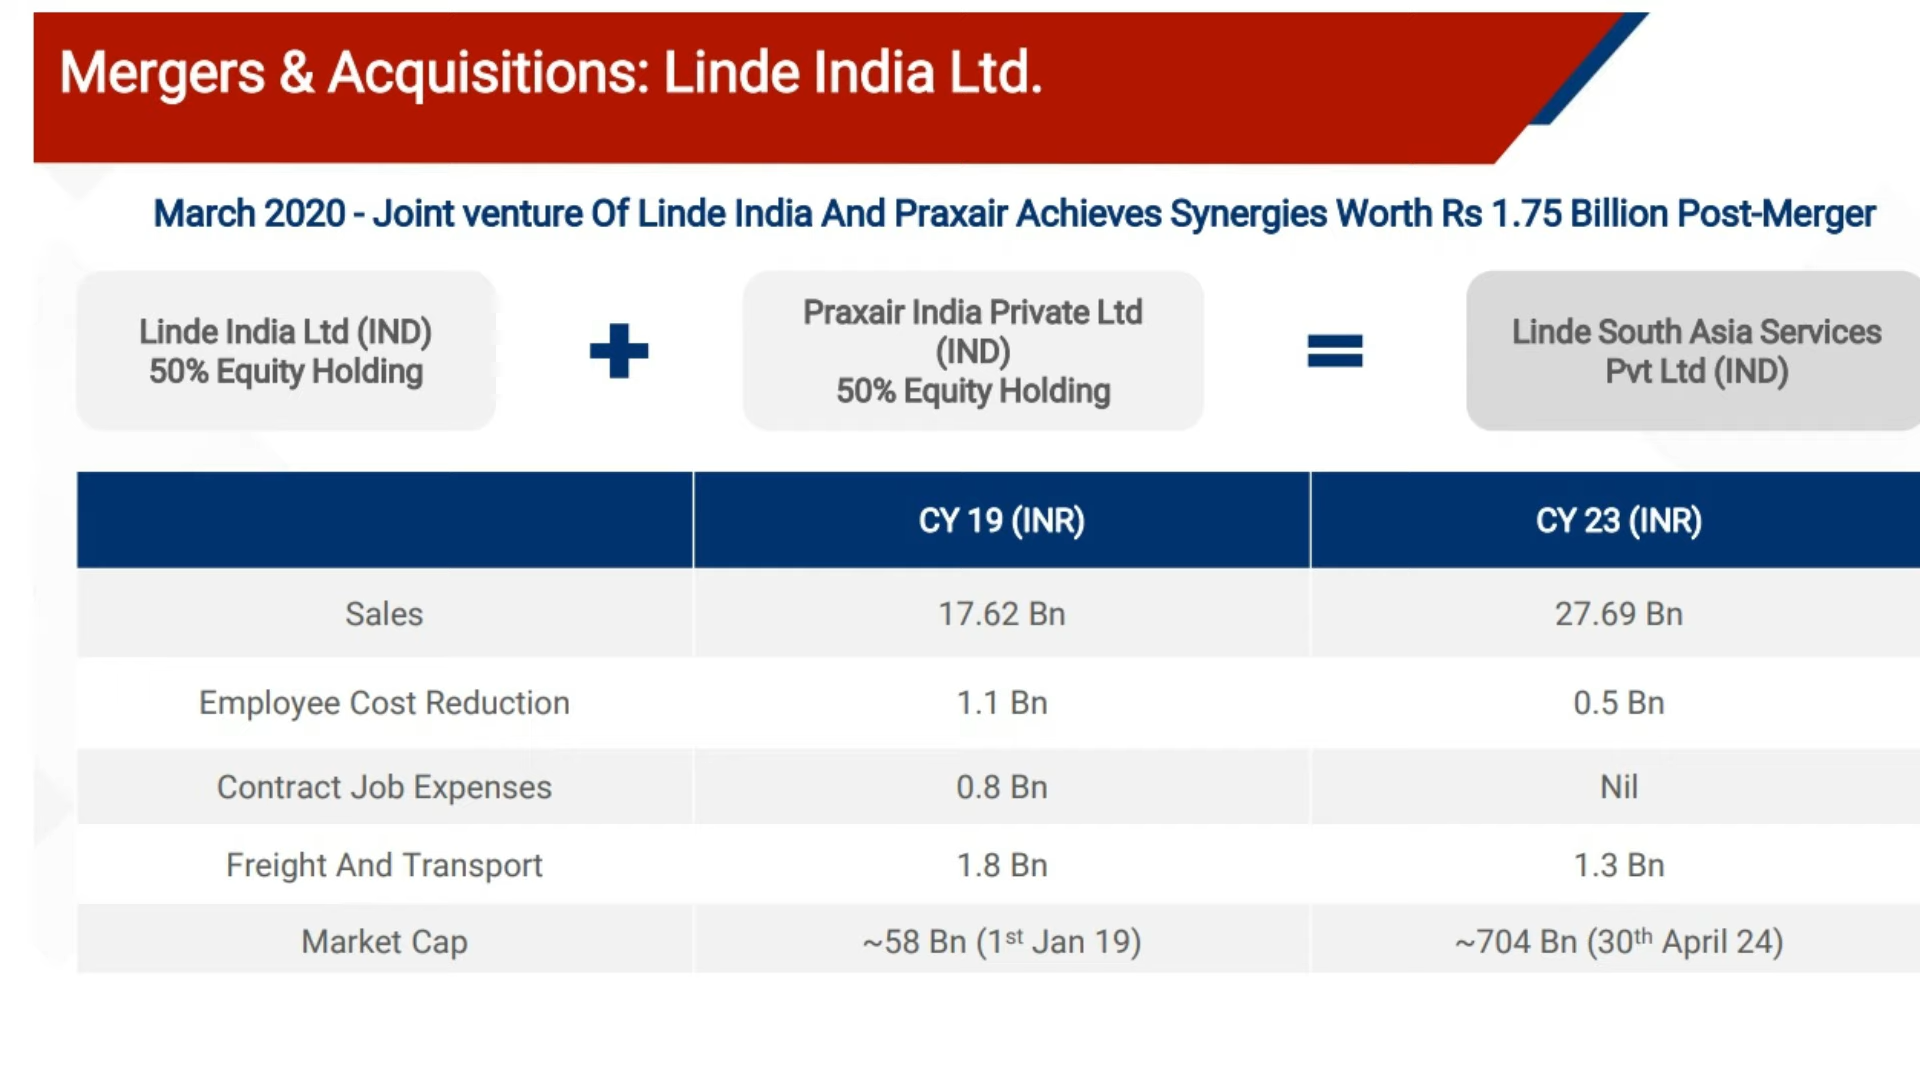 Mergers & Acquisitions: Linde India Ltd.
March 2020 - Joint venture Of Linde India And Praxair Achieves Synergies Worth Rs 1.75 Billion Post-Merger
Linde India Ltd (IND)
50% Equity Holding
Praxair India Private Ltd
(IND)
50% Equity Holding
Linde South Asia Services
Pvt Ltd (IND)
CY 19 (INR) CY 23 (INR)
Sales 17.62 Bn 27.69 Bn
Employee Cost Reduction 1.1 Bn 0.5 Bn
Contract Job Expenses 0.8 Bn Nil
Freight And Transport 1.8 Bn 1.3 Bn
Market Cap ~58 Bn (1st Jan 19) ~704 Bn (30th April 24)